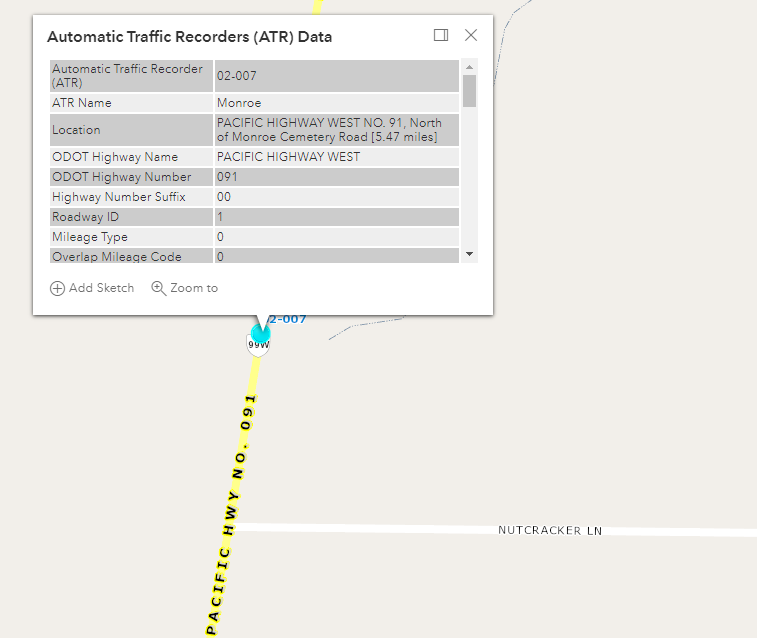 Automatic Traffic Recorders (ATR) Data
Automatic Traffic Recorder
(ATR)
02-007
ATR Name
Monroe
Location
PACIFIC HIGHWAY WEST NO. 91, North
of Monroe Cemetery Road [5.47 miles]
ODOT Highway Name
PACIFIC HIGHWAY WEST
ODOT Highway Number
091
Highway Number Suffix
00
Roadway ID
1
Mileage Type
0
Overlap Mileage Code
0
Add Sketch
Zoom to
2-007
99W
PACIFIC HWY NO. 091
NUTCRACKER LN